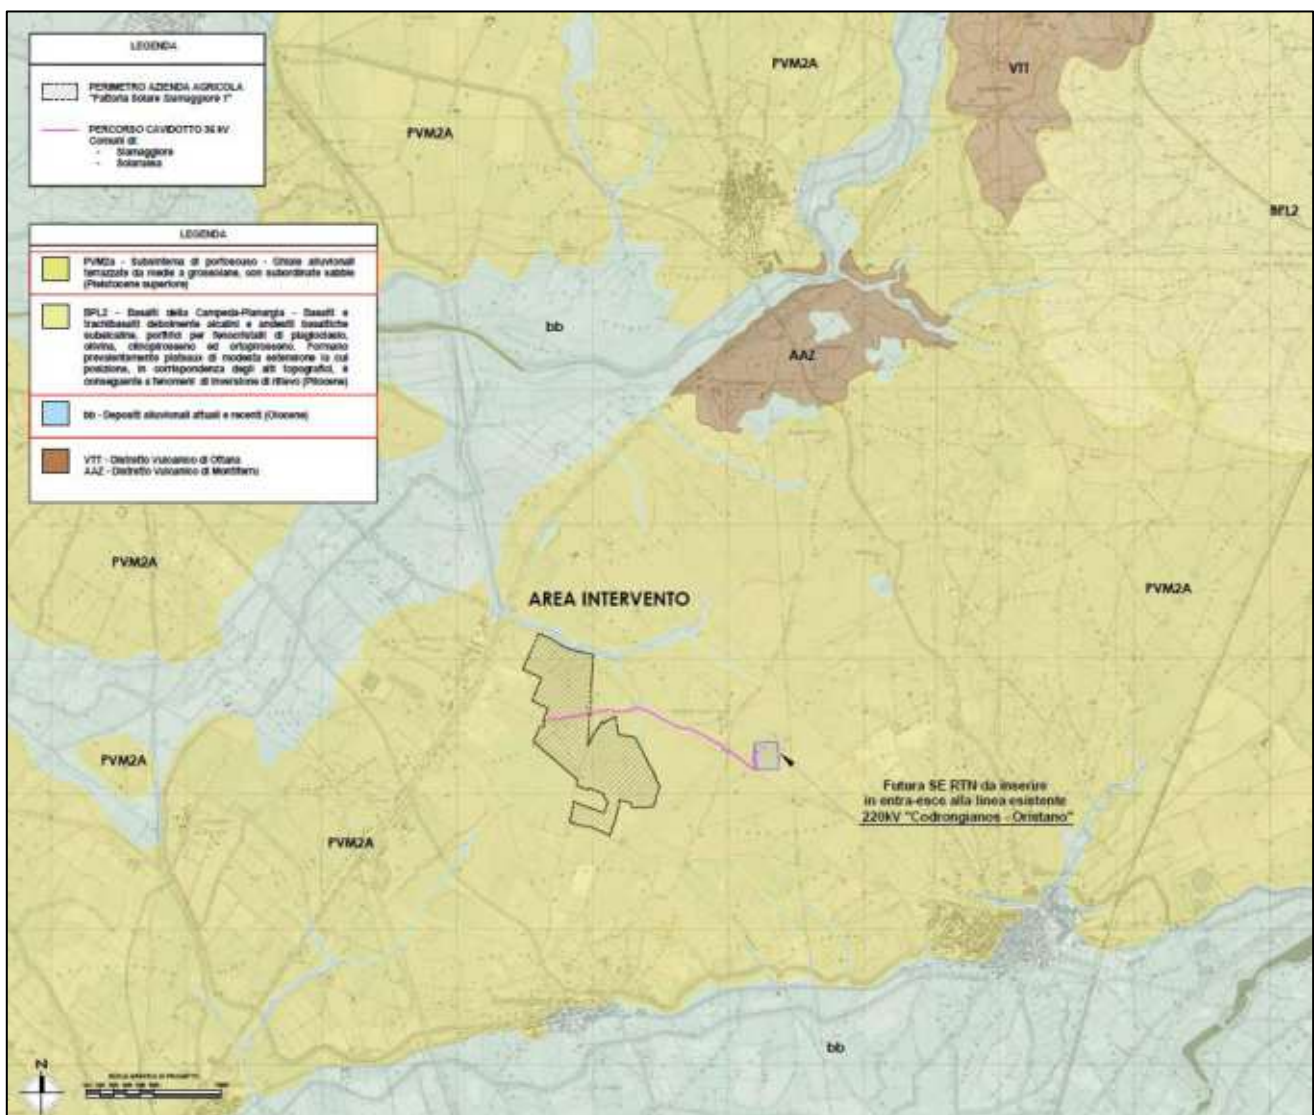 LEGENDA
PERIMETRO AZIENDA AGRICOLA
"Fattoria Solare Siamaggiore 1"
PERCORSO CAVIDOTTO 36 kV
Comuni di:
- Siamaggiore
- Solarussa
LEGENDA
PVM2a - Subsintema di portoscuso - Ghiaie alluvionali
terrazzate da medie a grossolane, con subordinate sabbie
(Pleistocene superiore)
BPL2 - Basalti della Campeda-Planargia - Basalti e
trachibasalti debolmente alcalini e andesiti basaltiche
subalcaline, porfirici per fenocristalli di plagioclasio,
olivina, clinopirosseno ed ortopirosseno. Formano
prevalentemente plateaux di modesta estensione la cui
posizione, in corrispondenza degli alti topografici, è
conseguente a fenomeni di inversione di rilievo (Pliocene)
bb - Depositi alluvionali attuali e recenti (Olocene)
VTT - Distretto Vulcanico di Ottana
AAZ - Distretto Vulcanico di Montiferru
PVM2A
PVM2A
VTT
BPL2
bb
AAZ
PVM2A
AREA INTERVENTO
PVM2A
PVM2A
Futura SE RTN da inserire
in entra-esce alla linea esistente
220kV "Codrongianos - Oristano"
PVM2A
bb
N